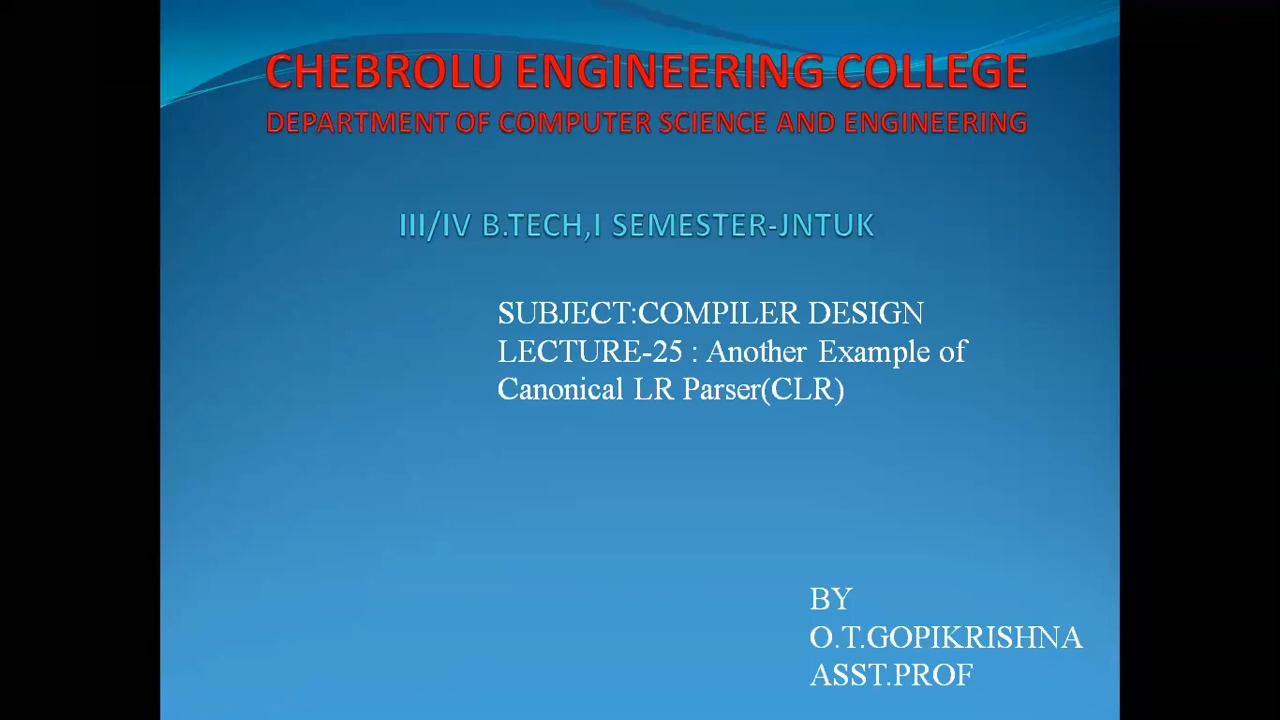 CHEBROLU ENGINEERING COLLEGE
DEPARTMENT OF COMPUTER SCIENCE AND ENGINEERING
III/IV B.TECH,I SEMESTER-JNTUK
SUBJECT:COMPILER DESIGN
LECTURE-25 : Another Example of
Canonical LR Parser(CLR)
BY
O.T.GOPIKRISHNA
ASST.PROF